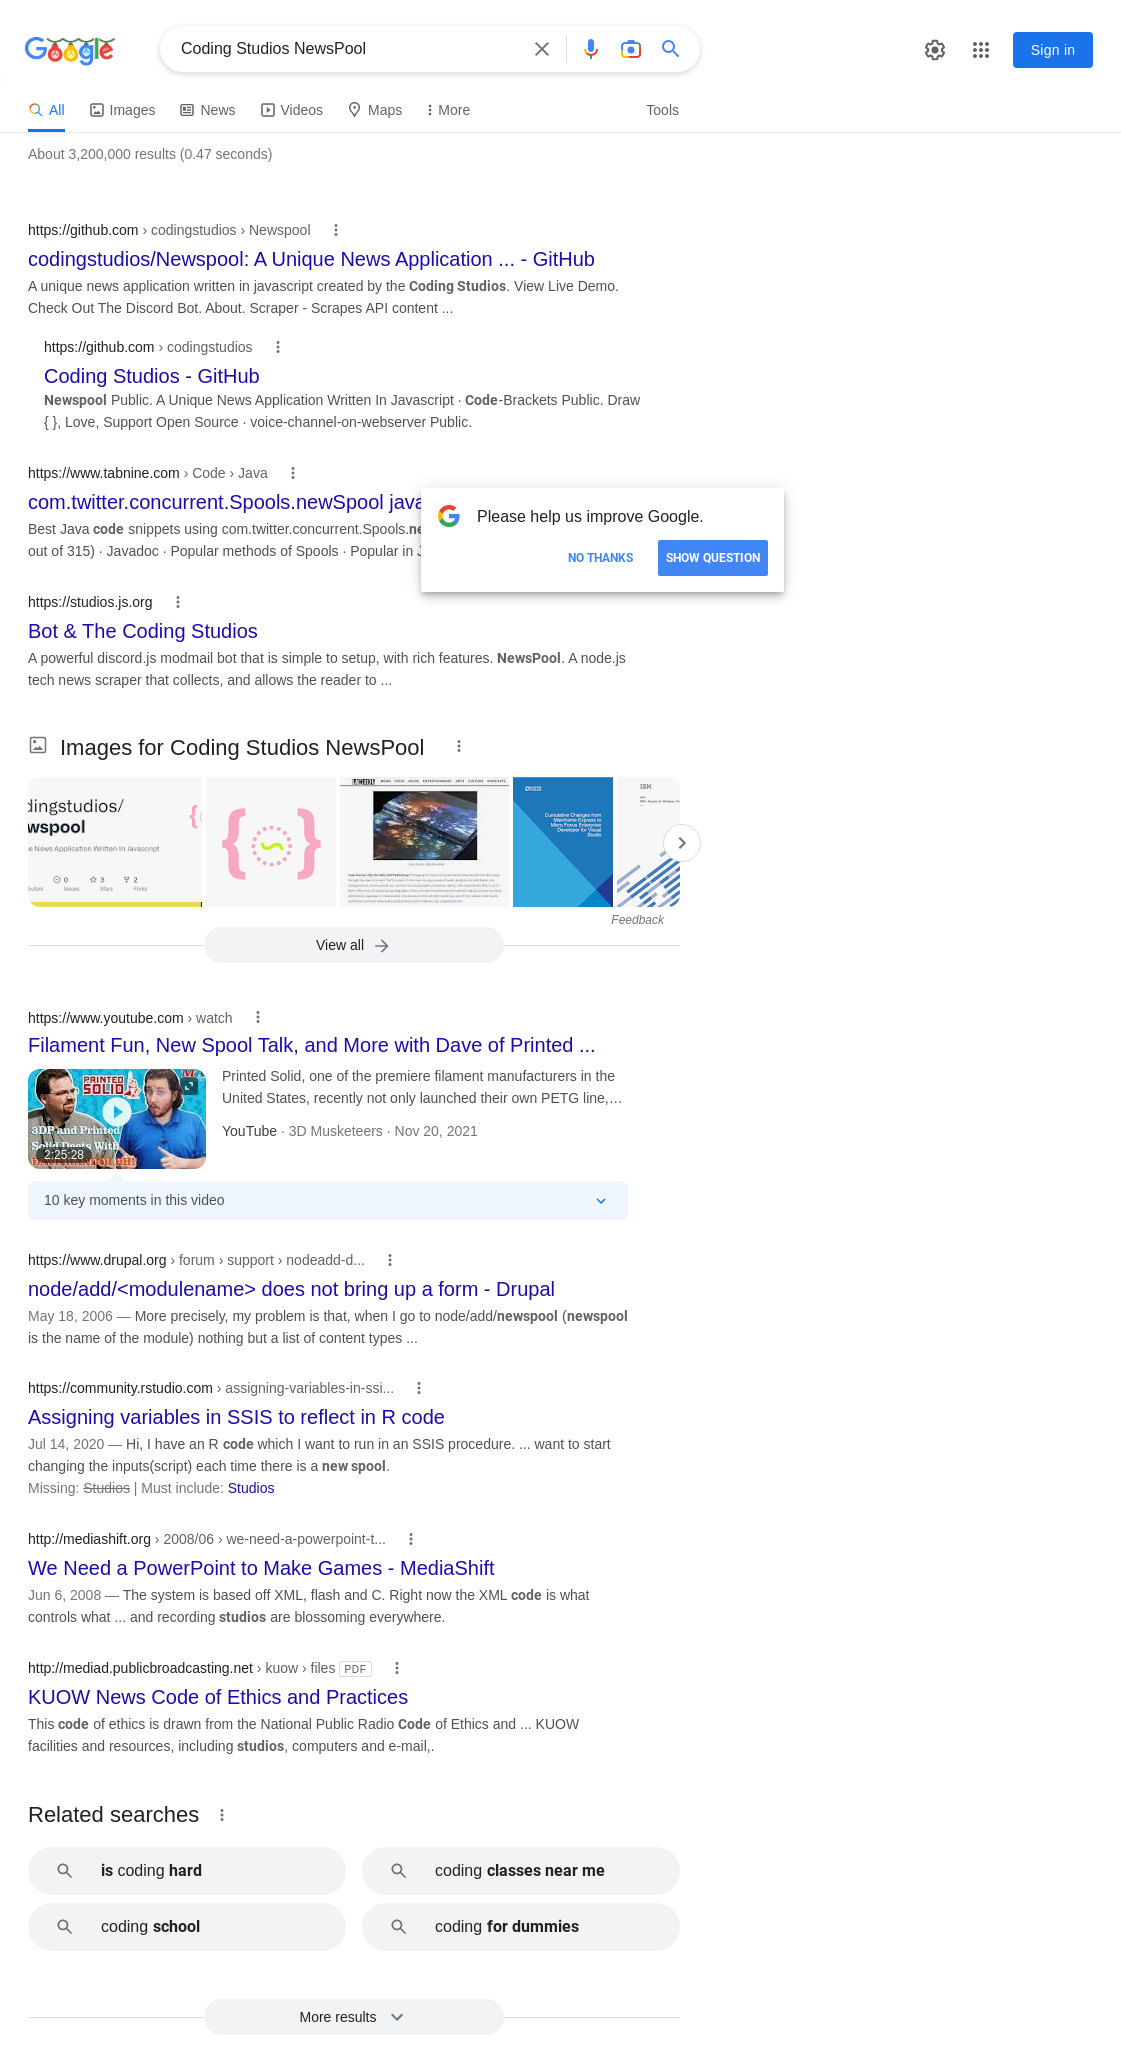 Google
Coding Studios NewsPool
Sign in
All Images News Videos Maps More Tools
About 3,200,000 results (0.47 seconds)
https://github.com › codingstudios › Newspool
codingstudios/Newspool: A Unique News Application ... - GitHub
A unique news application written in javascript created by the Coding Studios. View Live Demo.
Check Out The Discord Bot. About. Scraper - Scrapes API content ...
https://github.com › codingstudios
Coding Studios - GitHub
Newspool Public. A Unique News Application Written In Javascript · Code-Brackets Public. Draw
{ }, Love, Support Open Source · voice-channel-on-webserver Public.
https://www.tabnine.com › Code › Java
com.twitter.concurrent.Spools.newSpool java
Best Java code snippets using com.twitter.concurrent.Spools.ne
out of 315) · Javadoc · Popular methods of Spools · Popular in J
Please help us improve Google.
NO THANKS SHOW QUESTION
https://studios.js.org
Bot & The Coding Studios
A powerful discord.js modmail bot that is simple to setup, with rich features. NewsPool. A node.js
tech news scraper that collects, and allows the reader to ...
Images for Coding Studios NewsPool
dingstudios/
wspool
e News Application Written In Javascript
0 3 2
utors Issues Stars Forks
WEEKLY NEWS FOOD MUSIC ENTERTAINMENT ARTS CULTURE PODCASTS
Cumulative Changes from
Mainframe Express to
Micro Focus Enterprise
Developer for Visual
Studio
IBM
Feedback
View all
https://www.youtube.com › watch
Filament Fun, New Spool Talk, and More with Dave of Printed ...
PRINTED
SOLID
3DP and Printed
Solid Deets With
2:25:28
Printed Solid, one of the premiere filament manufacturers in the
United States, recently not only launched their own PETG line,…
YouTube · 3D Musketeers · Nov 20, 2021
10 key moments in this video
https://www.drupal.org › forum › support › nodeadd-d...
node/add/<modulename> does not bring up a form - Drupal
May 18, 2006 — More precisely, my problem is that, when I go to node/add/newspool (newspool
is the name of the module) nothing but a list of content types ...
https://community.rstudio.com › assigning-variables-in-ssi...
Assigning variables in SSIS to reflect in R code
Jul 14, 2020 — Hi, I have an R code which I want to run in an SSIS procedure. ... want to start
changing the inputs(script) each time there is a new spool.
Missing: Studios | Must include: Studios
http://mediashift.org › 2008/06 › we-need-a-powerpoint-t...
We Need a PowerPoint to Make Games - MediaShift
Jun 6, 2008 — The system is based off XML, flash and C. Right now the XML code is what
controls what ... and recording studios are blossoming everywhere.
http://mediad.publicbroadcasting.net › kuow › files PDF
KUOW News Code of Ethics and Practices
This code of ethics is drawn from the National Public Radio Code of Ethics and ... KUOW
facilities and resources, including studios, computers and e-mail,.
Related searches
is coding hard
coding classes near me
coding school
coding for dummies
More results